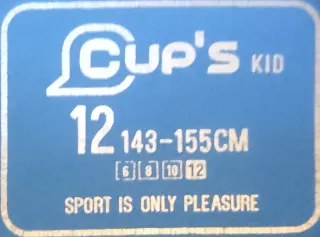 CUP'S KID
12 143-155CM
6 8 10 12
SPORT IS ONLY PLEASURE